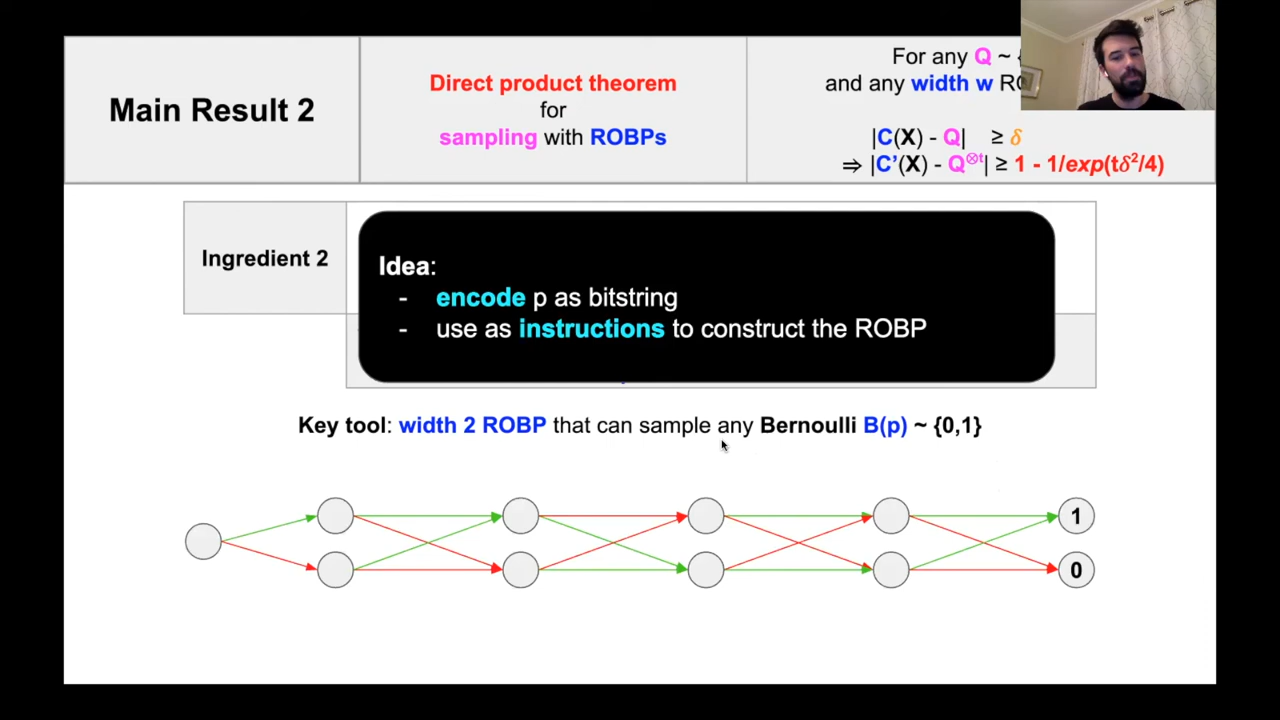 Main Result 2
Direct product theorem
for
sampling with ROBPs
For any Q ~ {
and any width w RO
|C(X) - Q| ≥ δ
⇒ |C’(X) - Q⊗t| ≥ 1 - 1/exp(tδ²/4)
Ingredient 2
Idea:
- encode p as bitstring
- use as instructions to construct the ROBP
Key tool: width 2 ROBP that can sample any Bernoulli B(p) ~ {0,1}
1
0